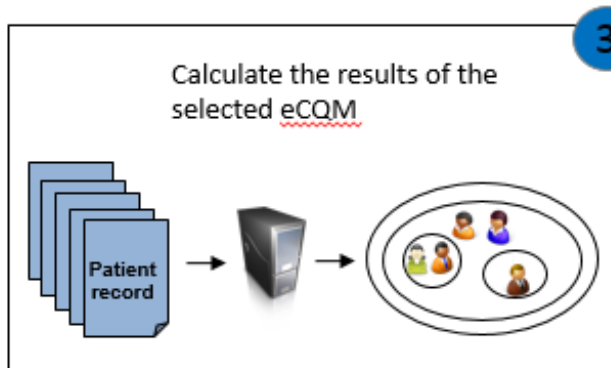 3
Calculate the results of the
selected eCQM
Patient
record